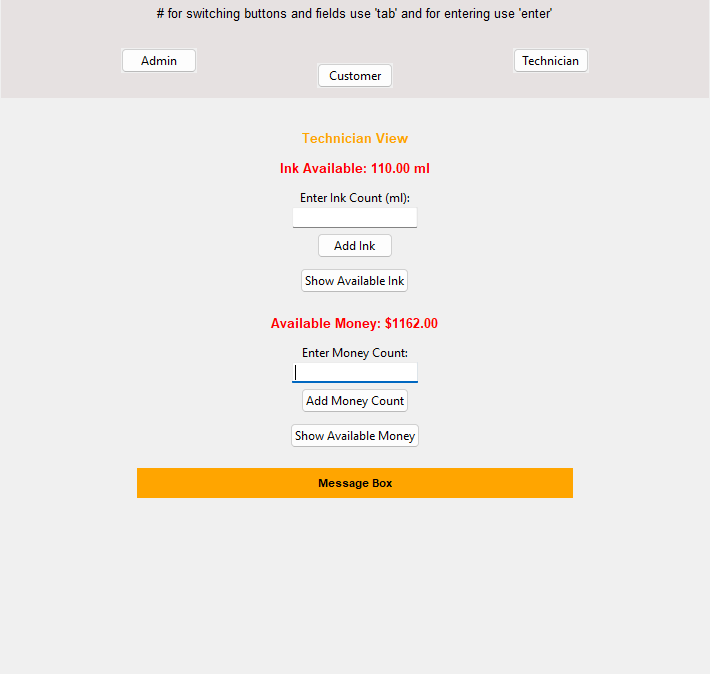 # for switching buttons and fields use 'tab' and for entering use 'enter'
Admin
Technician
Customer
Technician View
Ink Available: 110.00 ml
Enter Ink Count (ml):
Add Ink
Show Available Ink
Available Money: $1162.00
Enter Money Count:
Add Money Count
Show Available Money
Message Box